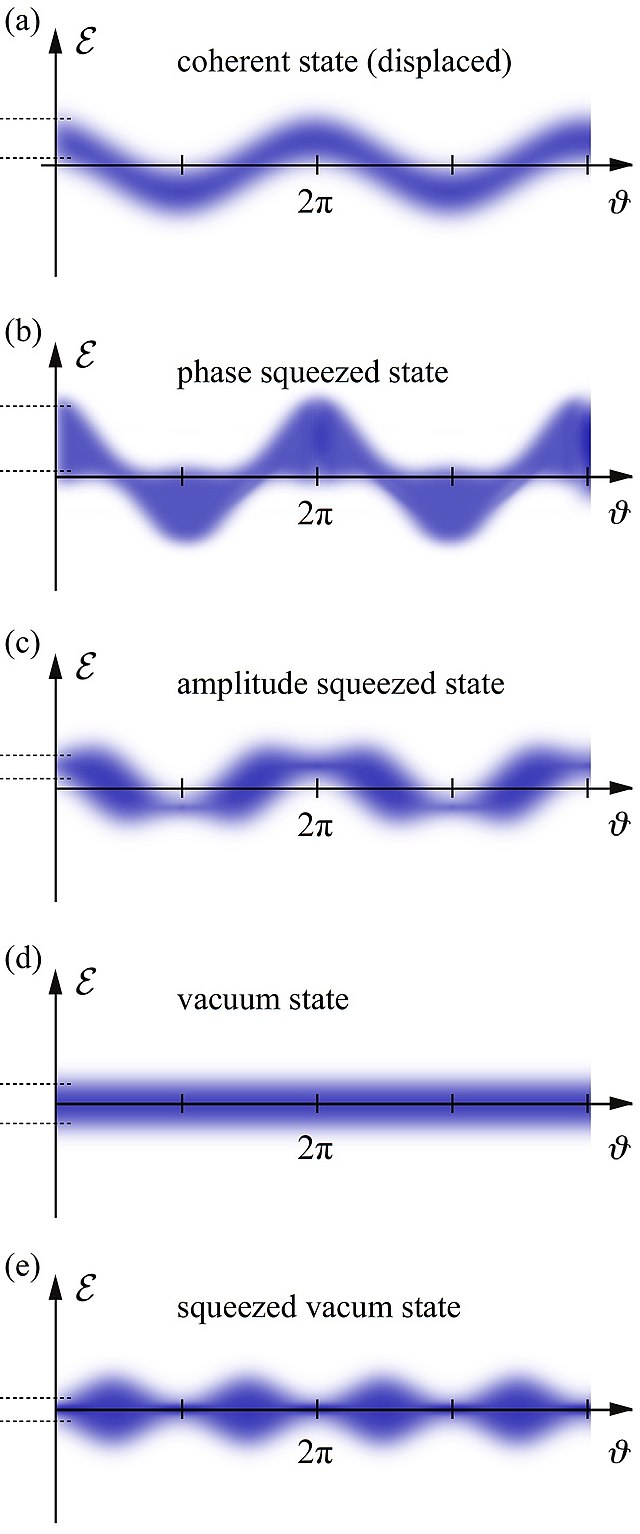 (a)
ℰ
coherent state (displaced)
2π
ϑ
(b)
ℰ
phase squeezed state
2π
ϑ
(c)
ℰ
amplitude squeezed state
2π
ϑ
(d)
ℰ
vacuum state
2π
ϑ
(e)
ℰ
squeezed vacum state
2π
ϑ